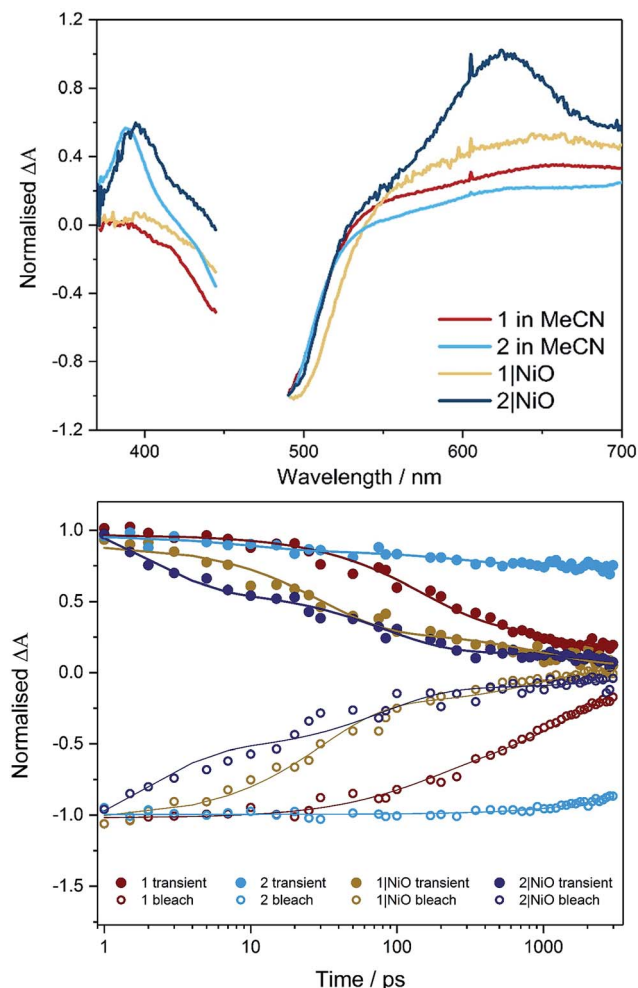 1.2
0.8
0.4
0.0
-0.4
-0.8
-1.2
Normalised ΔA
1 in MeCN
2 in MeCN
1|NiO
2|NiO
400
500
600
700
Wavelength / nm
1.0
0.5
0.0
-0.5
-1.0
-1.5
Normalised ΔA
1 transient
2 transient
1|NiO transient
2|NiO transient
1 bleach
2 bleach
1|NiO bleach
2|NiO bleach
1
10
100
1000
Time / ps